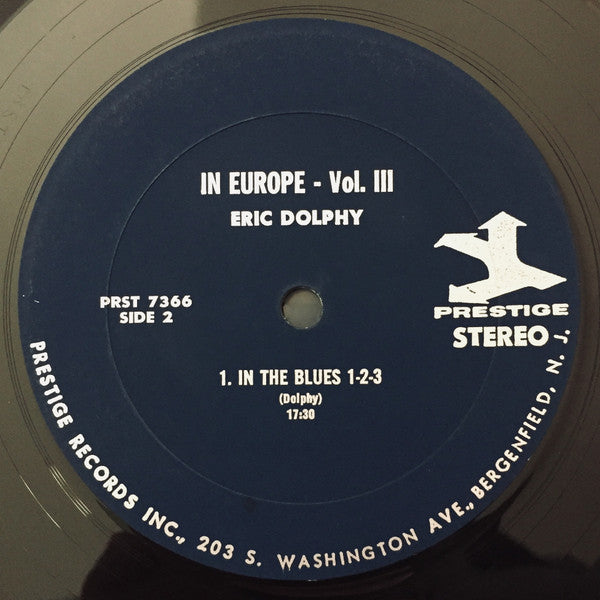 IN EUROPE - Vol. III
ERIC DOLPHY
PRST 7366
SIDE 2
PRESTIGE
STEREO
1. IN THE BLUES 1-2-3
(Dolphy)
17:30
PRESTIGE RECORDS INC., 203 S. WASHINGTON AVE., BERGENFIELD, N. J.